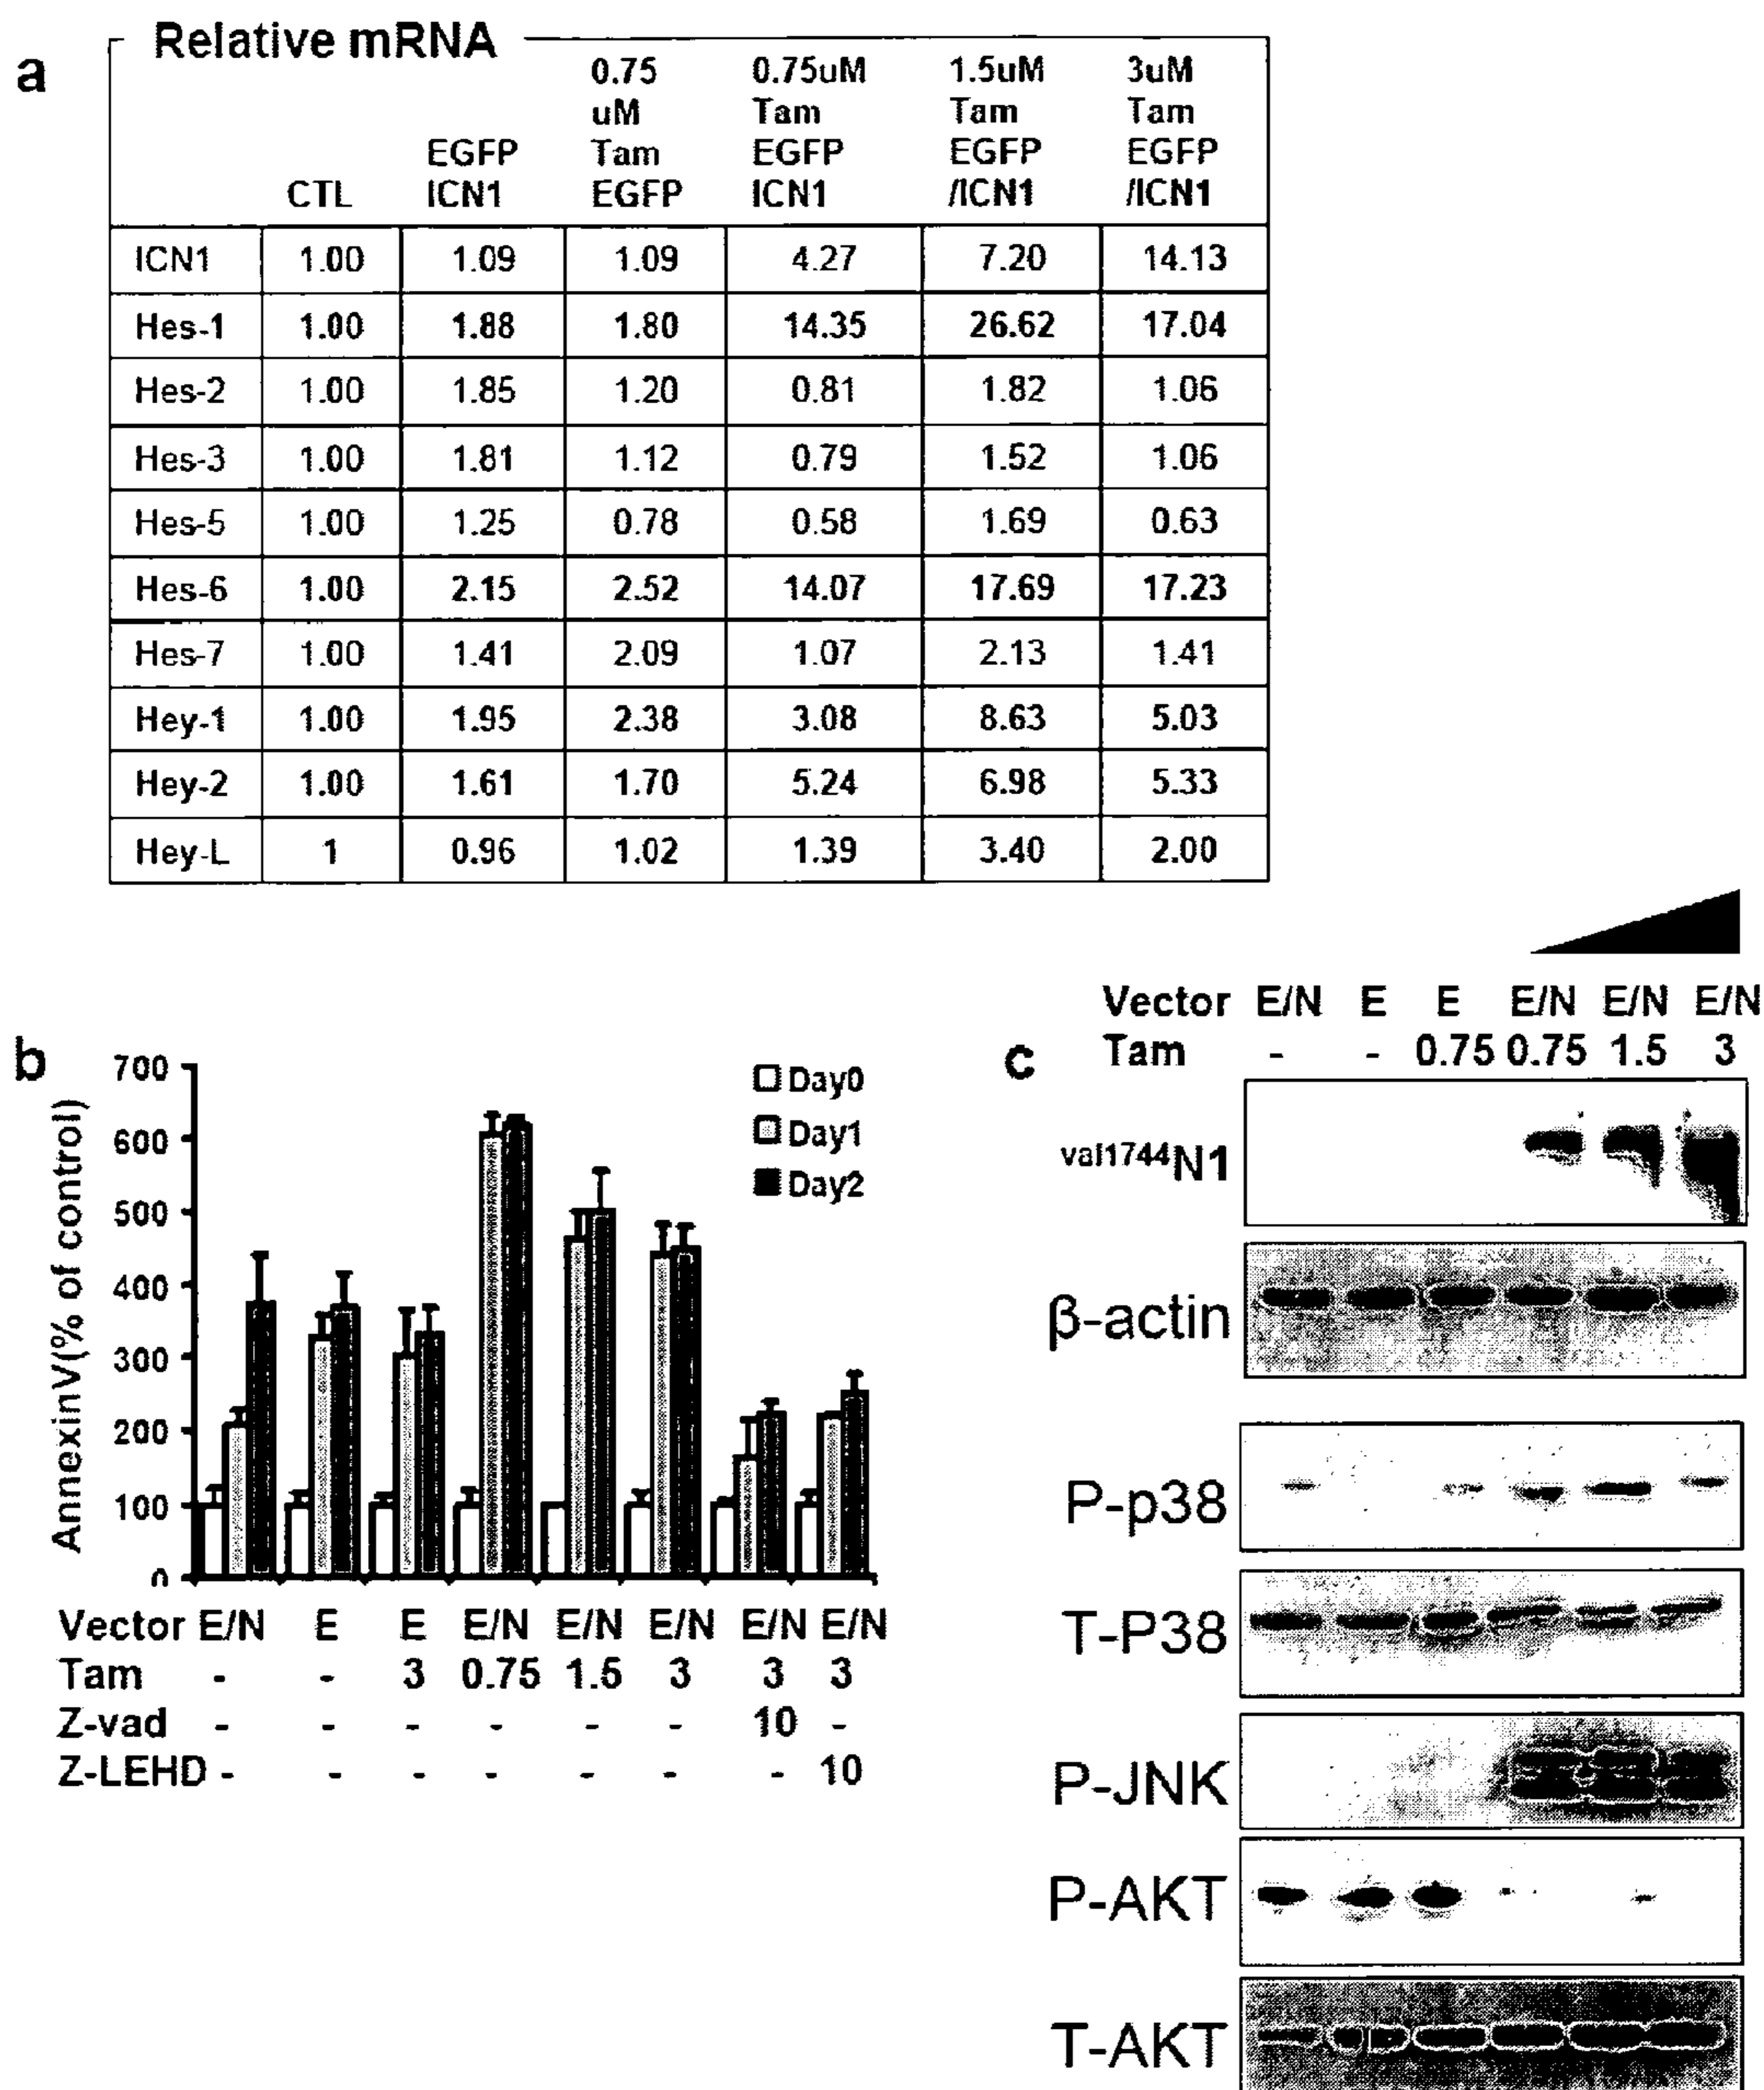 a
Relative mRNA
CTL EGFP ICN1 0.75 uM Tam EGFP 0.75uM Tam EGFP ICN1 1.5uM Tam EGFP /ICN1 3uM Tam EGFP /ICN1
ICN1 1.00 1.09 1.09 4.27 7.20 14.13
Hes-1 1.00 1.88 1.80 14.35 26.62 17.04
Hes-2 1.00 1.85 1.20 0.81 1.82 1.06
Hes-3 1.00 1.81 1.12 0.79 1.52 1.06
Hes-5 1.00 1.25 0.78 0.58 1.69 0.63
Hes-6 1.00 2.15 2.52 14.07 17.69 17.23
Hes-7 1.00 1.41 2.09 1.07 2.13 1.41
Hey-1 1.00 1.95 2.38 3.08 8.63 5.03
Hey-2 1.00 1.61 1.70 5.24 6.98 5.33
Hey-L 1 0.96 1.02 1.39 3.40 2.00
b
AnnexinV(% of control)
700
600
500
400
300
200
100
0
Day0
Day1
Day2
Vector E/N E E E/N E/N E/N E/N E/N
Tam - - 3 0.75 1.5 3 3 3
Z-vad - - - - - - 10 -
Z-LEHD - - - - - - - 10
c
Vector E/N E E E/N E/N E/N
Tam - - 0.75 0.75 1.5 3
val1744N1
β-actin
P-p38
T-P38
P-JNK
P-AKT
T-AKT